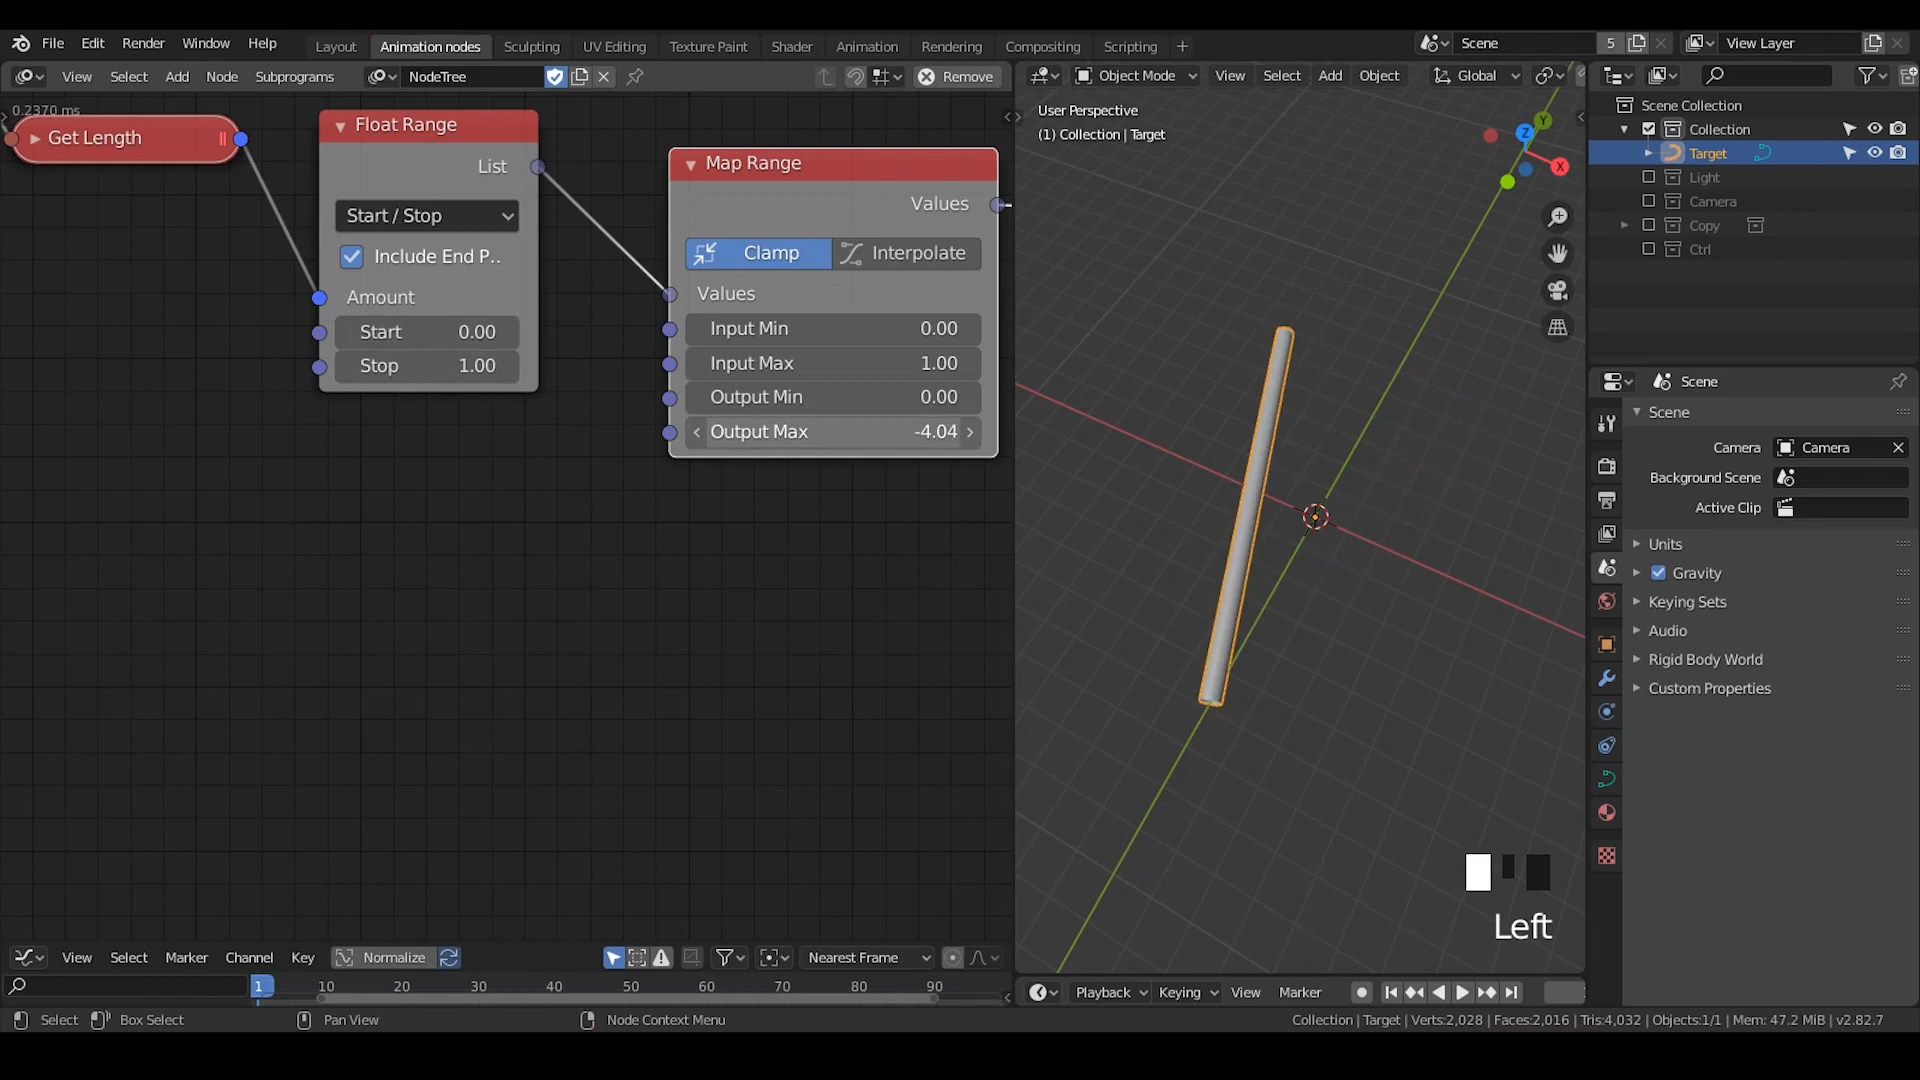 File Edit Render Window Help Layout Animation nodes Sculpting UV Editing Texture Paint Shader Animation Rendering Compositing Scripting + Scene 5 View Layer
View Select Add Node Subprograms NodeTree Remove
Object Mode View Select Add Object Global
0.2370 ms
Get Length
Float Range
List
Start / Stop
Include End P..
Amount
Start 0.00
Stop 1.00
Map Range
Values
Clamp Interpolate
Values
Input Min 0.00
Input Max 1.00
Output Min 0.00
Output Max -4.04
User Perspective
(1) Collection | Target
Y
Z
X
Left
Scene Collection
Collection
Target
Light
Camera
Copy
Ctrl
Scene
Scene
Camera Camera
Background Scene
Active Clip
Units
Gravity
Keying Sets
Audio
Rigid Body World
Custom Properties
View Select Marker Channel Key Normalize Nearest Frame
1 10 20 30 40 50 60 70 80 90
Playback Keying View Marker
Select Box Select Pan View Node Context Menu
Collection | Target | Verts:2,028 | Faces:2,016 | Tris:4,032 | Objects:1/1 | Mem: 47.2 MiB | v2.82.7